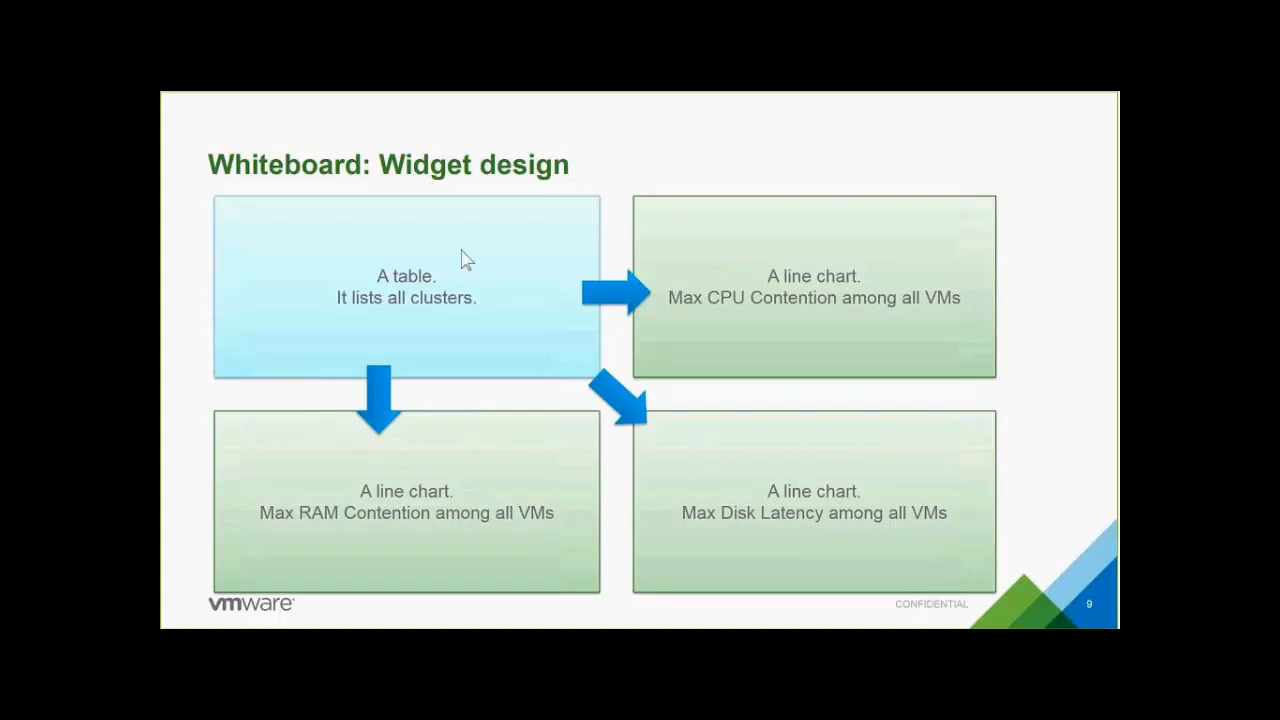 Whiteboard: Widget design
A table.
It lists all clusters.
A line chart.
Max CPU Contention among all VMs
A line chart.
Max RAM Contention among all VMs
A line chart.
Max Disk Latency among all VMs
vmware
CONFIDENTIAL
9